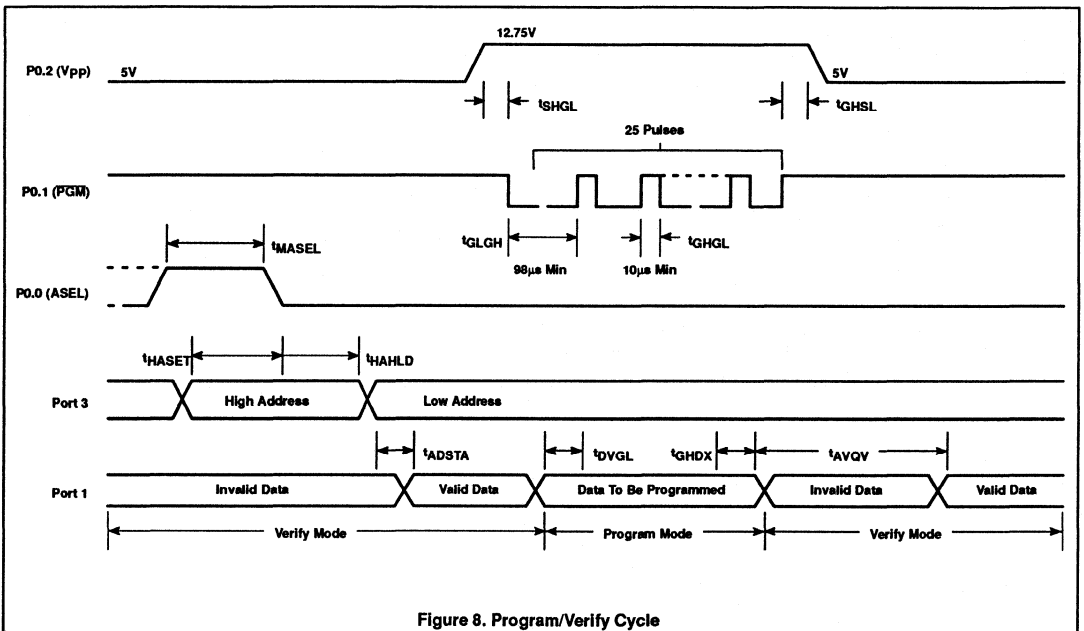 12.75V
P0.2 (VPP)
5V
5V
tSHGL
tGHSL
25 Pulses
P0.1 (P̅G̅M̅)
tGLGH
tGHGL
98µs Min
10µs Min
tMASEL
P0.0 (ASEL)
tHASET
tHAHLD
Port 3
High Address
Low Address
tADSTA
tDVGL
tGHDX
tAVQV
Port 1
Invalid Data
Valid Data
Data To Be Programmed
Invalid Data
Valid Data
Verify Mode
Program Mode
Verify Mode
Figure 8. Program/Verify Cycle